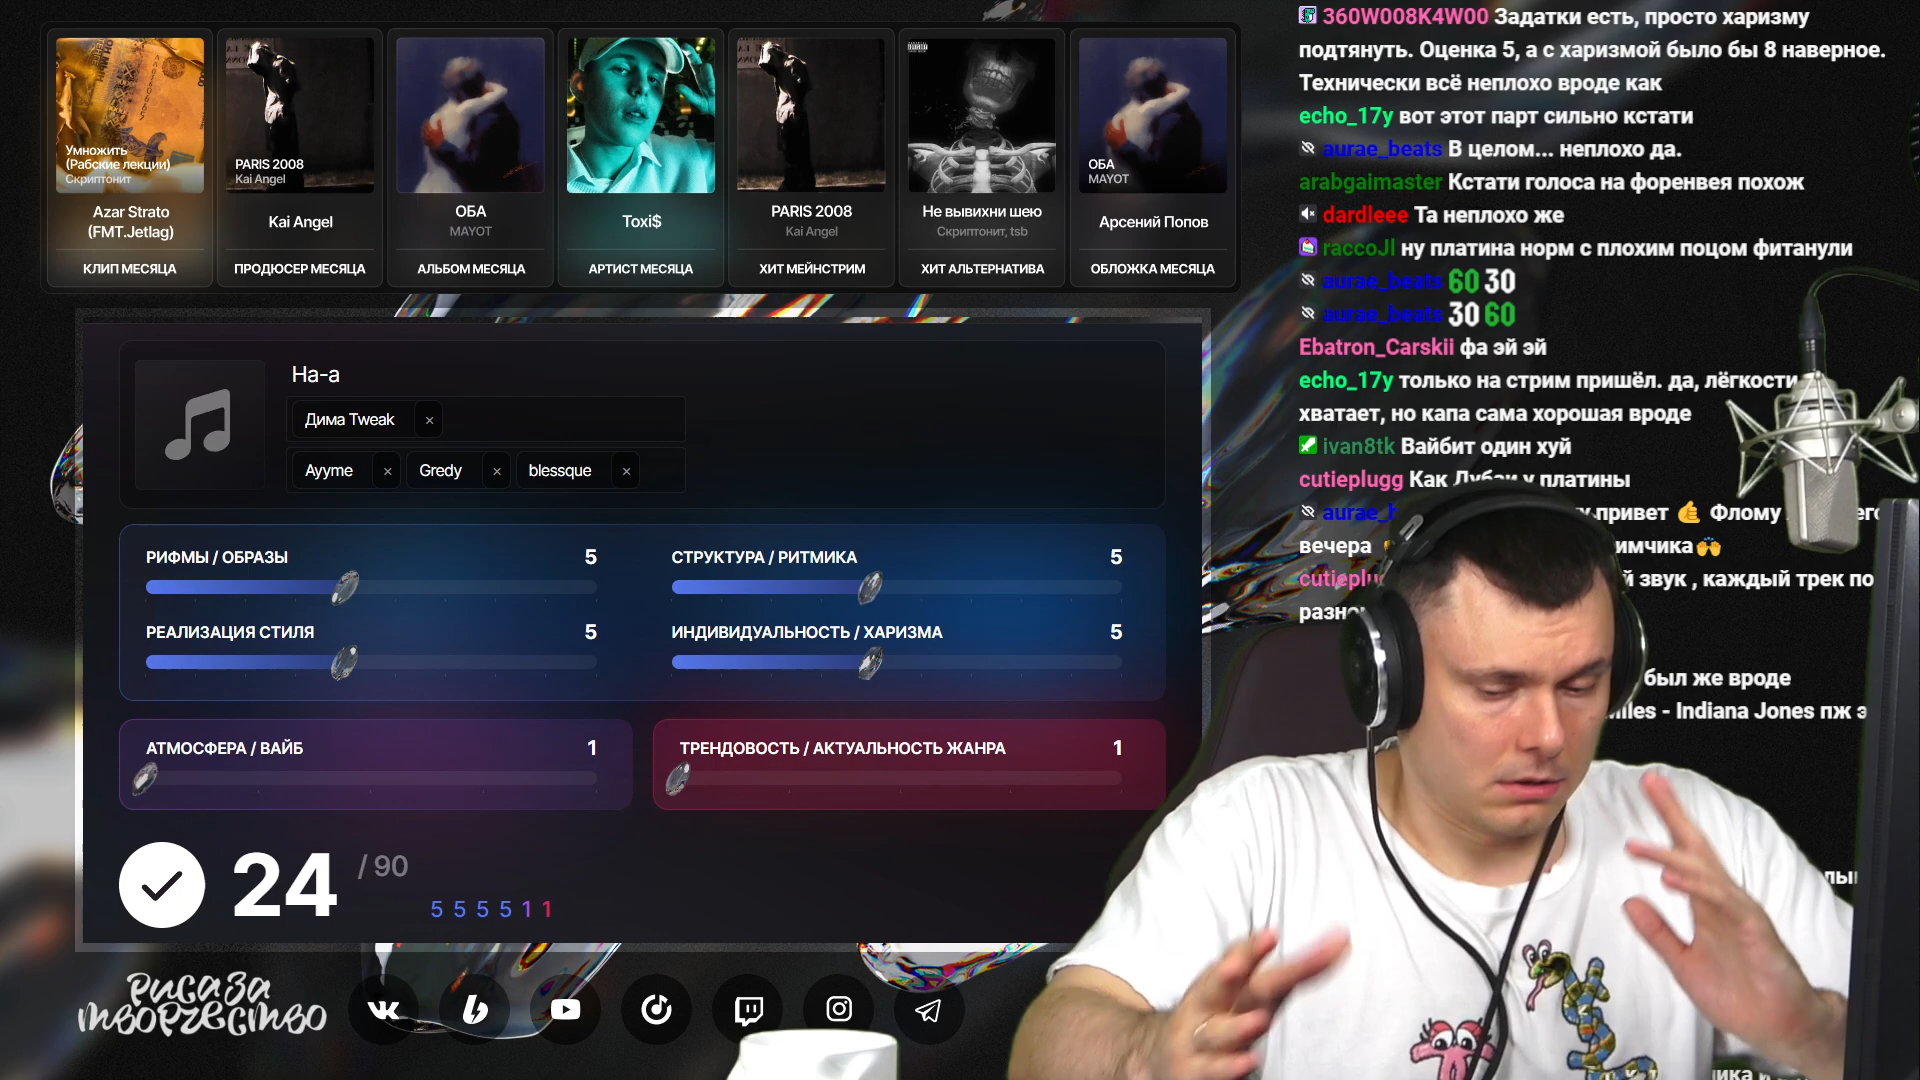 Умножить
(Рабские лекции)
Скриптонит
Azar Strato
(FMT.Jetlag)
КЛИП МЕСЯЦА
PARIS 2008
Kai Angel
Kai Angel
ПРОДЮСЕР МЕСЯЦА
ОБА
MAYOT
АЛЬБОМ МЕСЯЦА
Toxi$
АРТИСТ МЕСЯЦА
PARIS 2008
Kai Angel
ХИТ МЕЙНСТРИМ
Не вывихни шею
Скриптонит, tsb
ХИТ АЛЬТЕРНАТИВА
ОБА
MAYOT
Арсений Попов
ОБЛОЖКА МЕСЯЦА
На-а
Дима Tweak ×
Ayyme × Gredy × blessque ×
РИФМЫ / ОБРАЗЫ 5
СТРУКТУРА / РИТМИКА 5
РЕАЛИЗАЦИЯ СТИЛЯ 5
ИНДИВИДУАЛЬНОСТЬ / ХАРИЗМА 5
АТМОСФЕРА / ВАЙБ 1
ТРЕНДОВОСТЬ / АКТУАЛЬНОСТЬ ЖАНРА 1
24 / 90
5 5 5 5 1 1
РИСА ЗА
ТВОРЧЕСТВО
360W008K4W00 Задатки есть, просто харизму
подтянуть. Оценка 5, а с харизмой было бы 8 наверное.
Технически всё неплохо вроде как
echo_17y вот этот парт сильно кстати
aurae_beats В целом... неплохо да.
arabgaimaster Кстати голоса на форенвея похож
dardleee Та неплохо же
raccoJl ну платина норм с плохим поцом фитанули
aurae_beats 60 30
aurae_beats 30 60
Ebatron_Carskii фа эй эй
echo_17y только на стрим пришёл. да, лёгкости
хватает, но капа сама хорошая вроде
ivan8tk Вайбит один хуй
cutieplugg Как Дубаи у платины
привет 🤙 Флому
вечера
звук , каждый трек по
был же вроде
- Indiana Jones пж